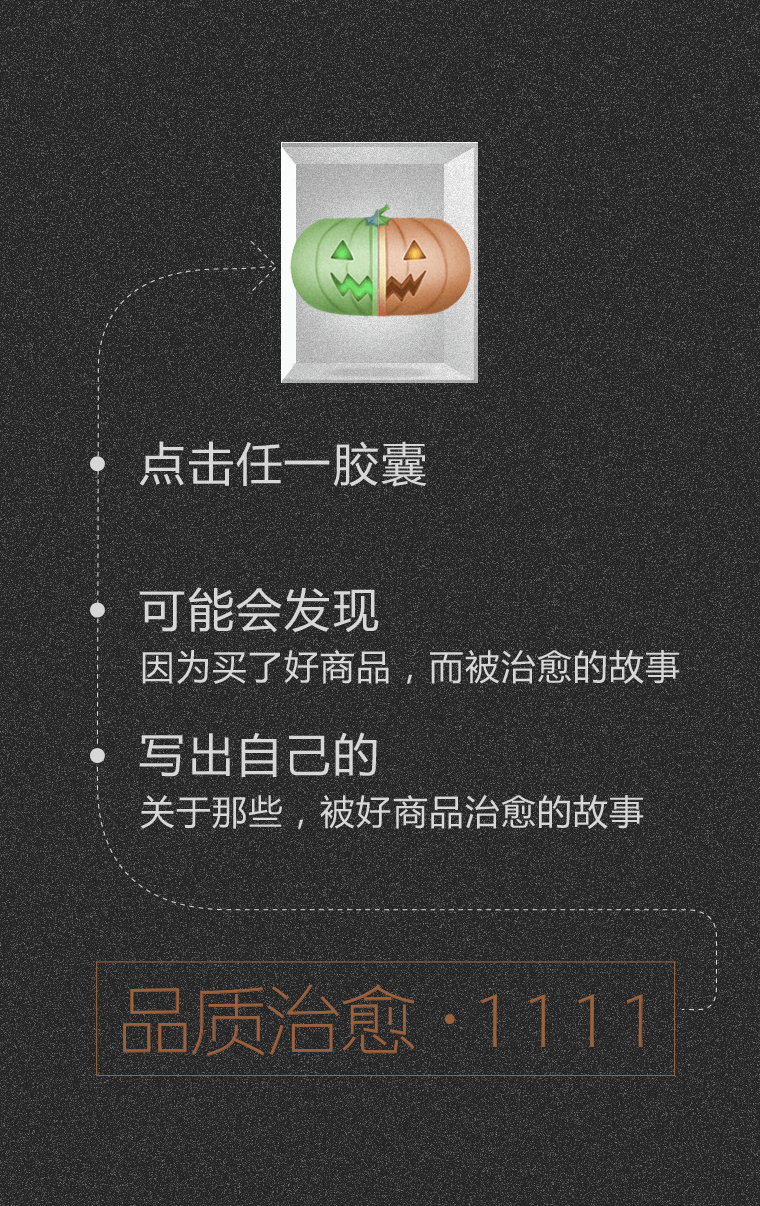 点击任一胶囊
可能会发现
因为买了好商品，而被治愈的故事
写出自己的
关于那些，被好商品治愈的故事
品质治愈·1111